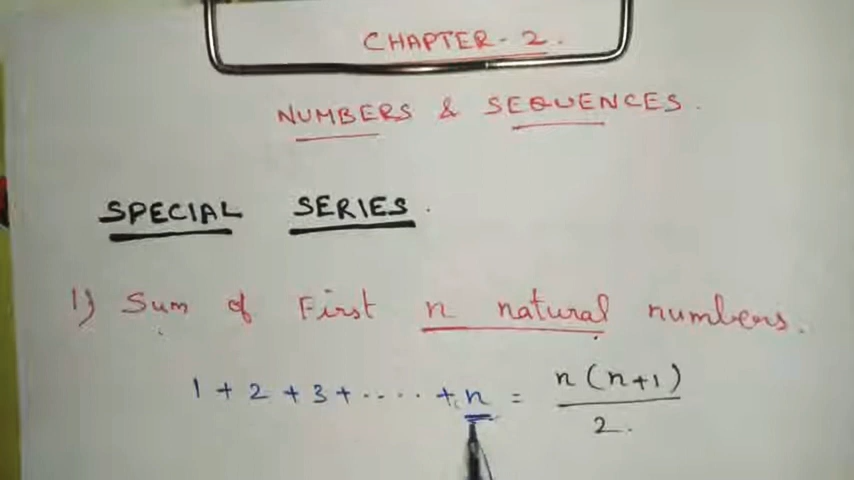 CHAPTER - 2.
NUMBERS & SEQUENCES.
SPECIAL SERIES.
1) Sum of First n natural numbers.
1 + 2 + 3 + ..... + n = n(n+1)/2.